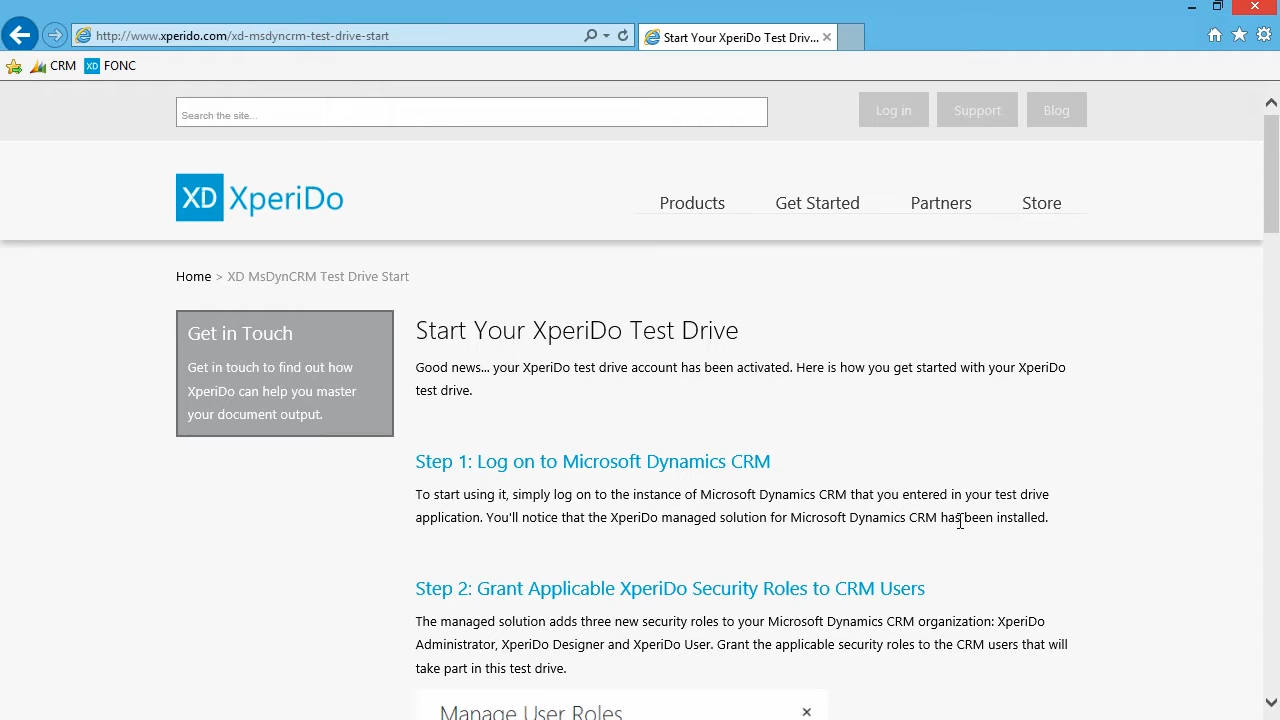 http://www.xperido.com/xd-msdyncrm-test-drive-start
Start Your XperiDo Test Driv...
CRM
XD FONC
Search the site...
Log in
Support
Blog
XD XperiDo
Products
Get Started
Partners
Store
Home > XD MsDynCRM Test Drive Start
Get in Touch
Get in touch to find out how
XperiDo can help you master
your document output.
Start Your XperiDo Test Drive
Good news... your XperiDo test drive account has been activated. Here is how you get started with your XperiDo
test drive.
Step 1: Log on to Microsoft Dynamics CRM
To start using it, simply log on to the instance of Microsoft Dynamics CRM that you entered in your test drive
application. You'll notice that the XperiDo managed solution for Microsoft Dynamics CRM has been installed.
Step 2: Grant Applicable XperiDo Security Roles to CRM Users
The managed solution adds three new security roles to your Microsoft Dynamics CRM organization: XperiDo
Administrator, XperiDo Designer and XperiDo User. Grant the applicable security roles to the CRM users that will
take part in this test drive.
Manage User Roles